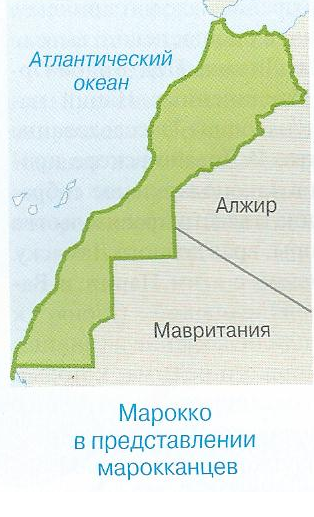 Атлантический
океан
Алжир
Мавритания
Марокко
в представлении
марокканцев